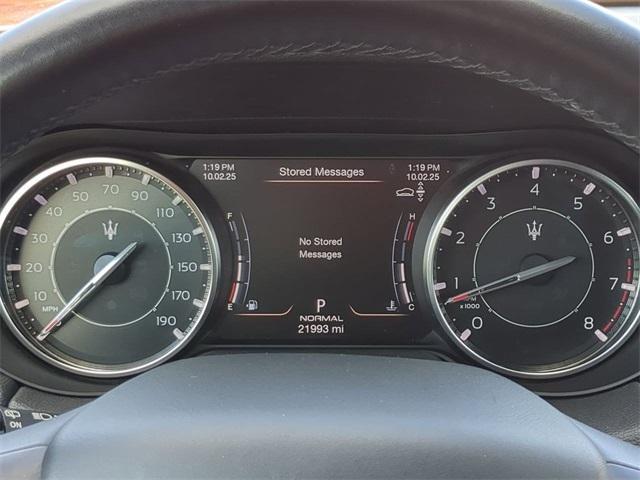 1:19 PM
10.02.25
Stored Messages
1:19 PM
10.02.25
No Stored
Messages
F
E
H
C
P
NORMAL
21993 mi
10
30
40
50
70
90
110
130
150
170
190
20
MPH
0
1
2
3
4
5
6
7
8
x1000
ON